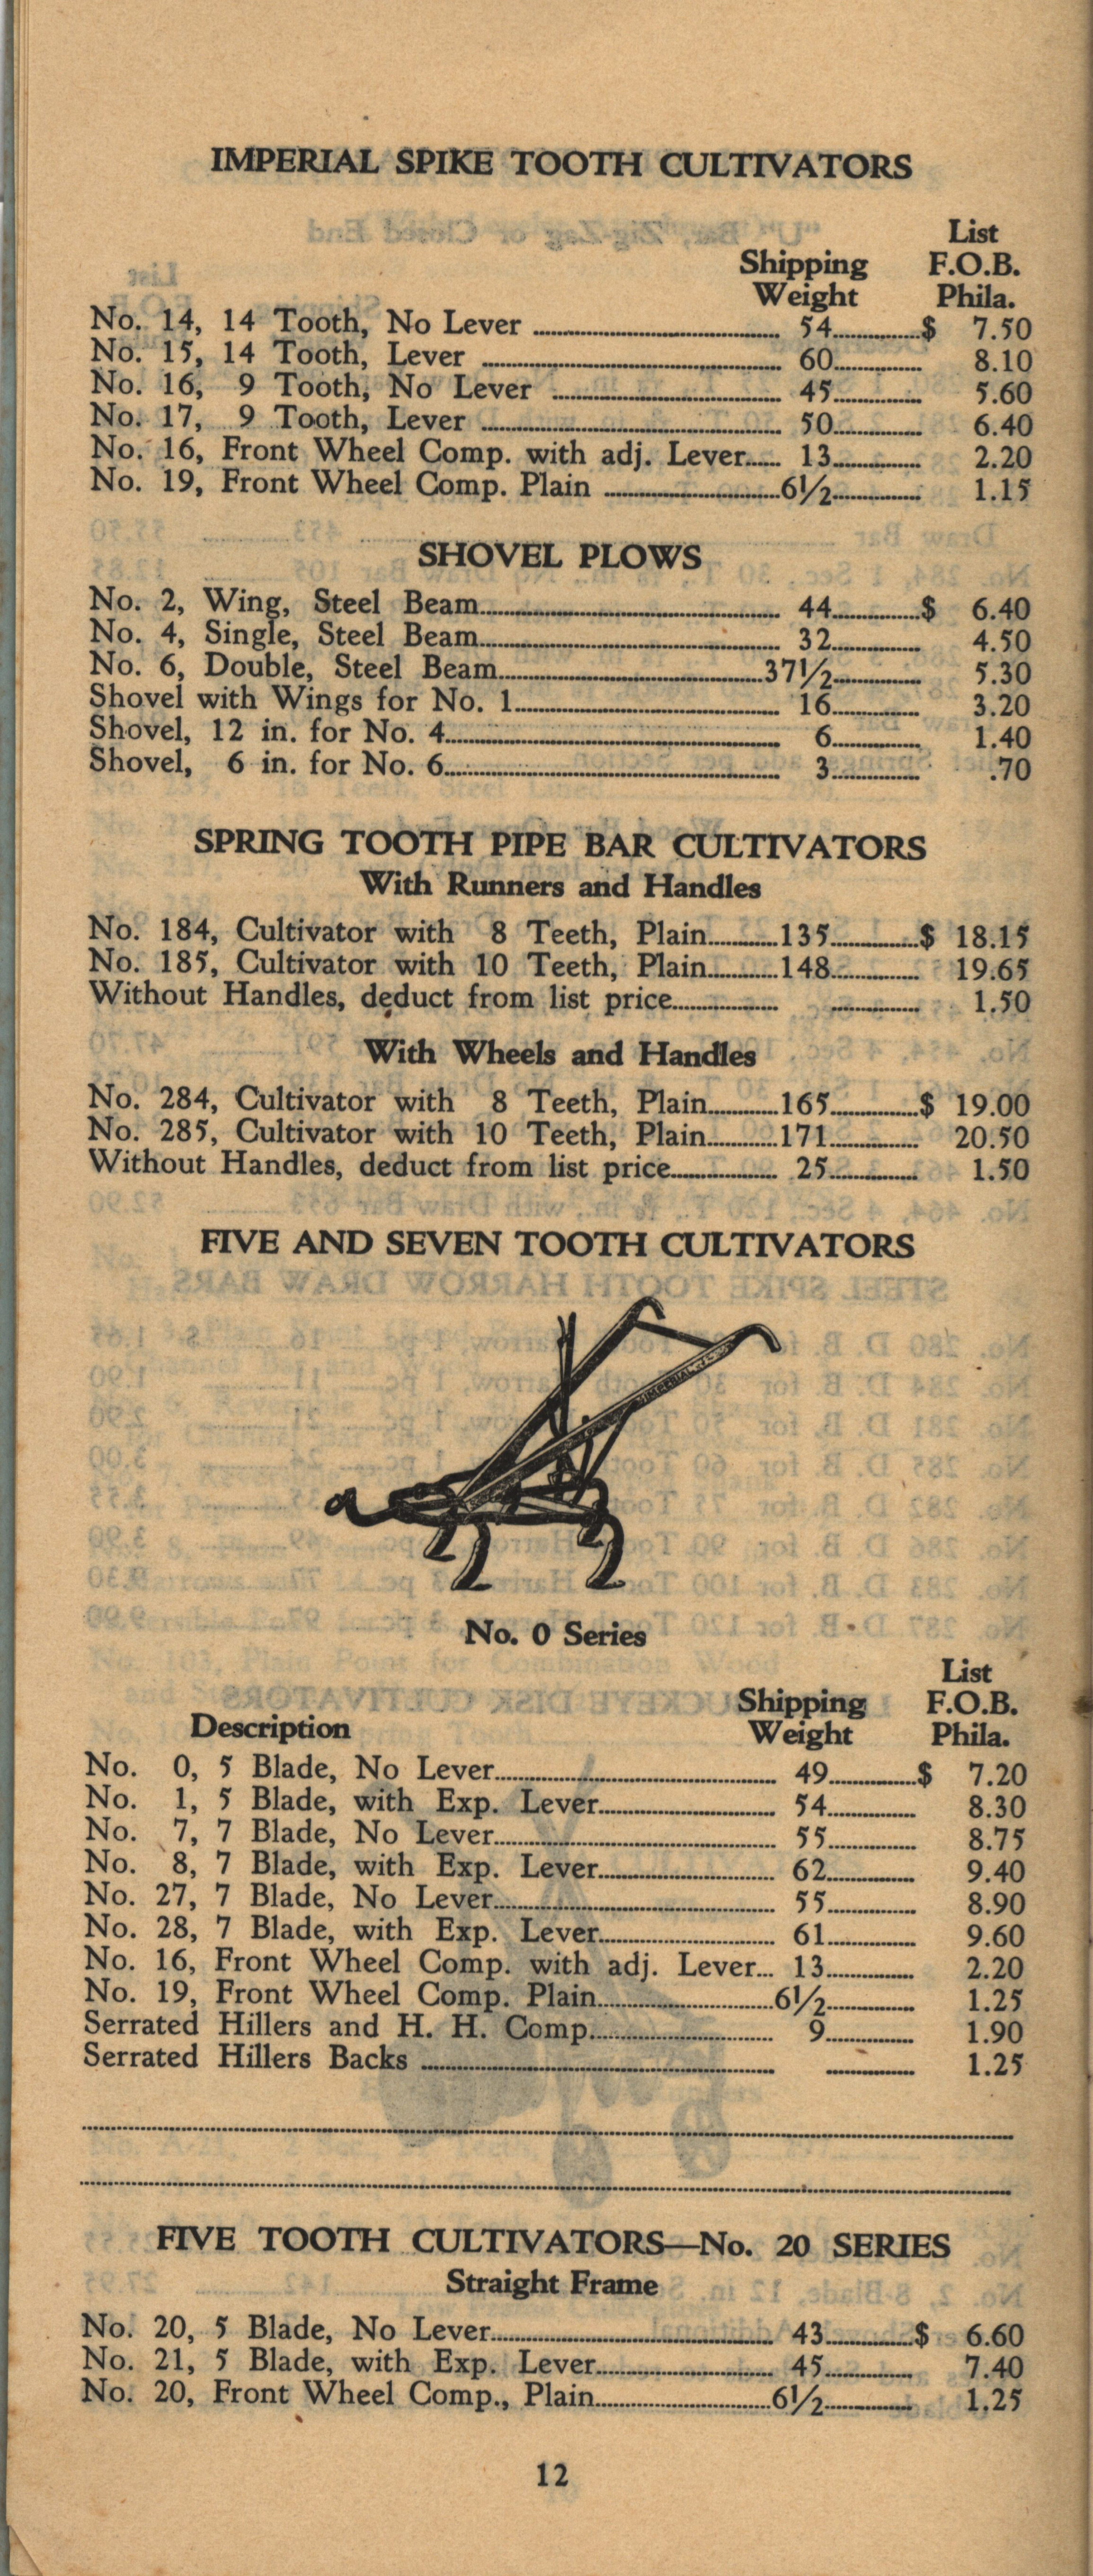 IMPERIAL SPIKE TOOTH CULTIVATORS
List
Shipping F.O.B.
Weight Phila.
No. 14, 14 Tooth, No Lever 54 $ 7.50
No. 15, 14 Tooth, Lever 60 8.10
No. 16, 9 Tooth, No Lever 45 5.60
No. 17, 9 Tooth, Lever 50 6.40
No. 16, Front Wheel Comp. with adj. Lever 13 2.20
No. 19, Front Wheel Comp. Plain 6½ 1.15
SHOVEL PLOWS
No. 2, Wing, Steel Beam 44 $ 6.40
No. 4, Single, Steel Beam 32 4.50
No. 6, Double, Steel Beam 37½ 5.30
Shovel with Wings for No. 1 16 3.20
Shovel, 12 in. for No. 4 6 1.40
Shovel, 6 in. for No. 6 3 .70
SPRING TOOTH PIPE BAR CULTIVATORS
With Runners and Handles
No. 184, Cultivator with 8 Teeth, Plain 135 $ 18.15
No. 185, Cultivator with 10 Teeth, Plain 148 19.65
Without Handles, deduct from list price 1.50
With Wheels and Handles
No. 284, Cultivator with 8 Teeth, Plain 165 $ 19.00
No. 285, Cultivator with 10 Teeth, Plain 171 20.50
Without Handles, deduct from list price 25 1.50
FIVE AND SEVEN TOOTH CULTIVATORS
IMPERIAL
No. 0 Series
List
Shipping F.O.B.
Description Weight Phila.
No. 0, 5 Blade, No Lever 49 $ 7.20
No. 1, 5 Blade, with Exp. Lever 54 8.30
No. 7, 7 Blade, No Lever 55 8.75
No. 8, 7 Blade, with Exp. Lever 62 9.40
No. 27, 7 Blade, No Lever 55 8.90
No. 28, 7 Blade, with Exp. Lever 61 9.60
No. 16, Front Wheel Comp. with adj. Lever 13 2.20
No. 19, Front Wheel Comp. Plain 6½ 1.25
Serrated Hillers and H. H. Comp. 9 1.90
Serrated Hillers Backs 1.25
FIVE TOOTH CULTIVATORS—No. 20 SERIES
Straight Frame
No. 20, 5 Blade, No Lever 43 $ 6.60
No. 21, 5 Blade, with Exp. Lever 45 7.40
No. 20, Front Wheel Comp., Plain 6½ 1.25
12